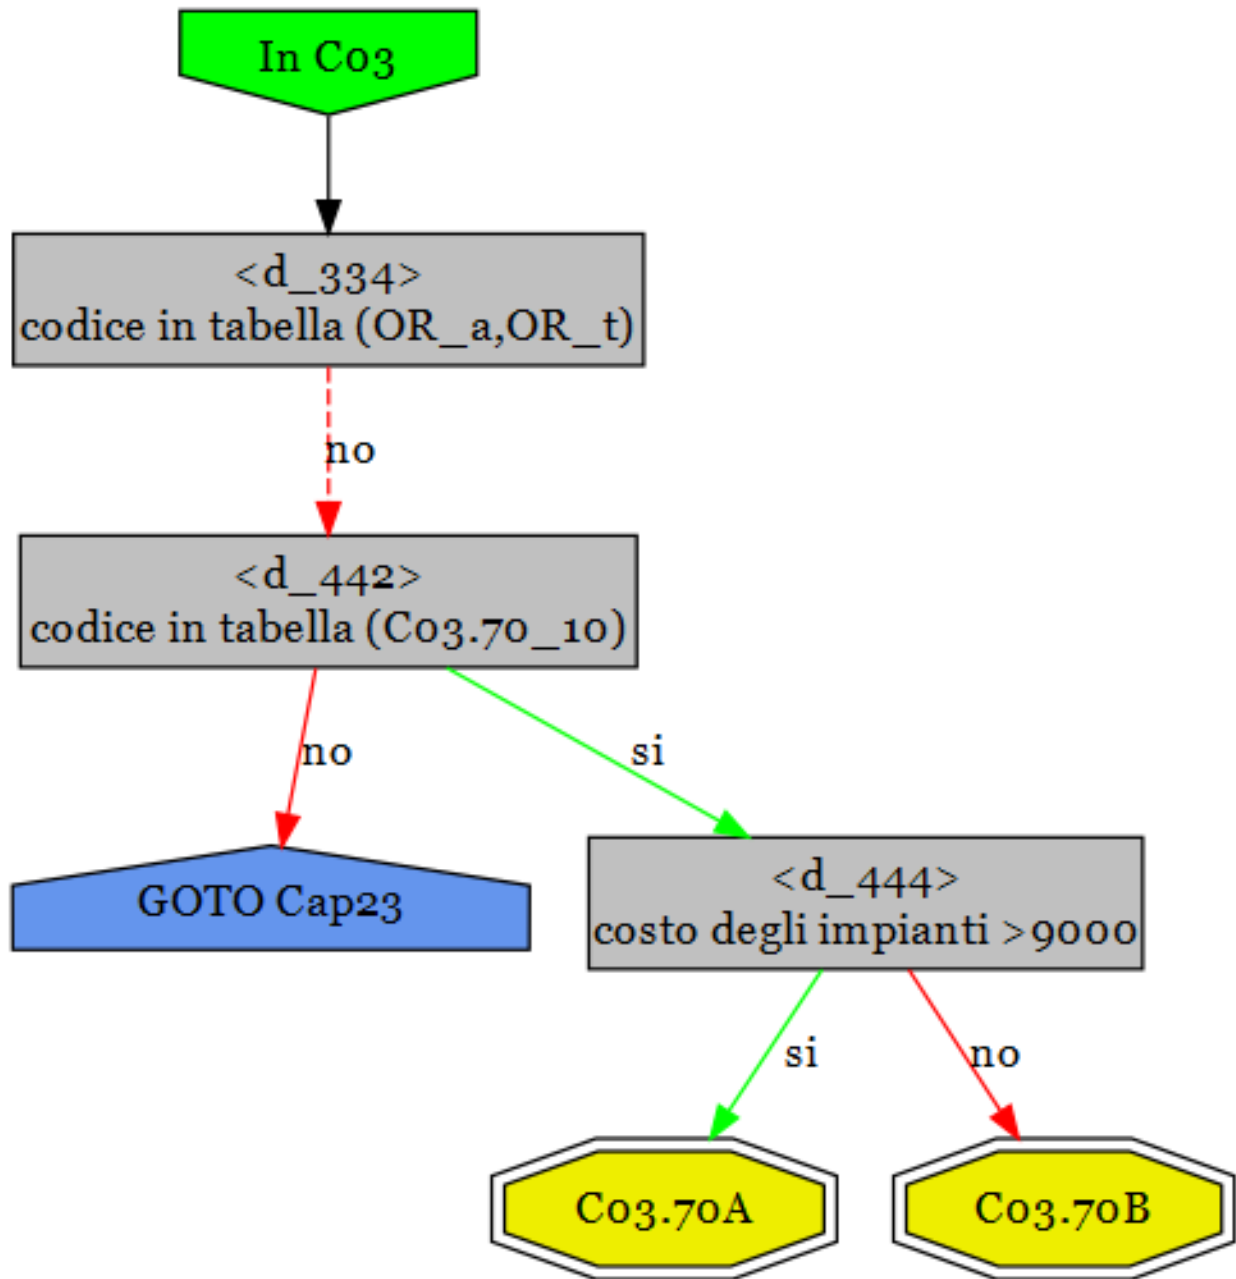 In C03
<d_334>
codice in tabella (OR_a,OR_t)
no
<d_442>
codice in tabella (C03.70_10)
no
si
GOTO Cap23
<d_444>
costo degli impianti >9000
si
no
C03.70A
C03.70B